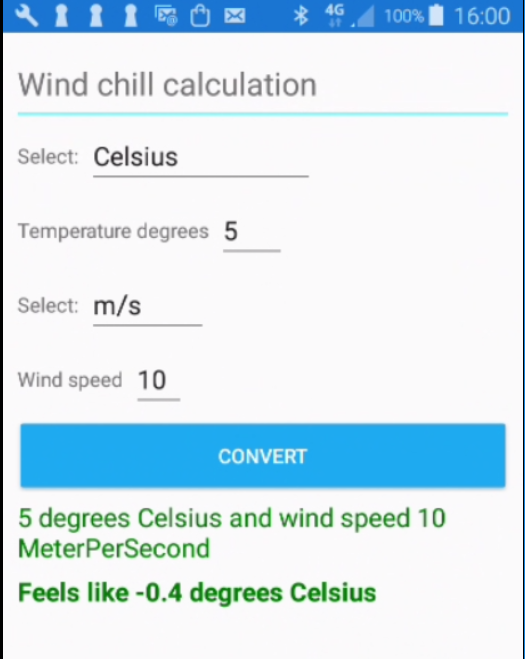 4G 100% 16:00
Wind chill calculation
Select: Celsius
Temperature degrees 5
Select: m/s
Wind speed 10
CONVERT
5 degrees Celsius and wind speed 10
MeterPerSecond
Feels like -0.4 degrees Celsius